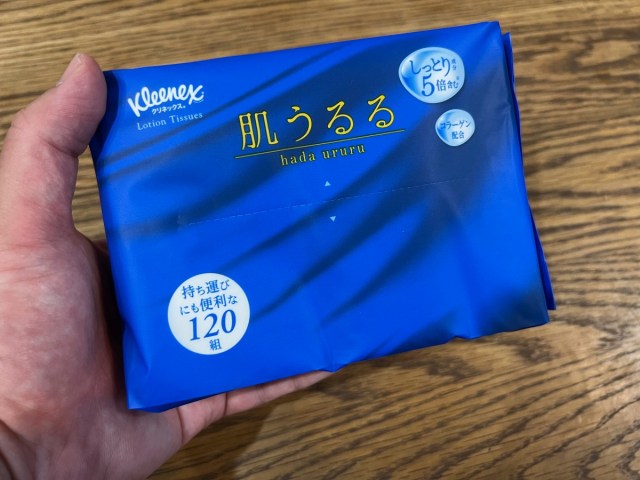 Kleenex
クリネックス®
Lotion Tissues
肌うるる
hada ururu
しっとり
5倍含む
コラーゲン
配合
持ち運び
にも便利な
120
組